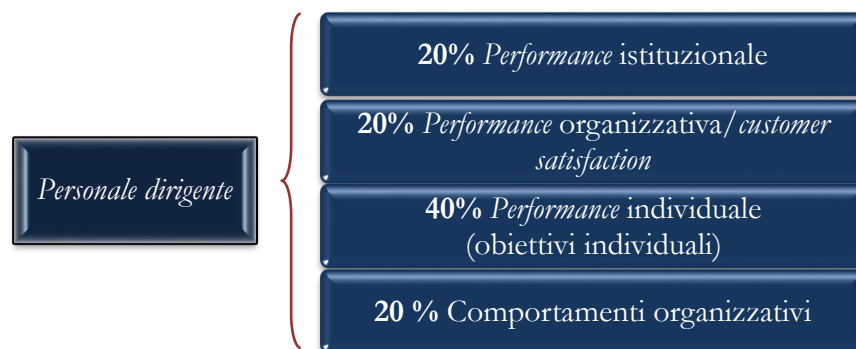 Personale dirigente
20% Performance istituzionale
20% Performance organizzativa/customer
satisfaction
40% Performance individuale
(obiettivi individuali)
20 % Comportamenti organizzativi